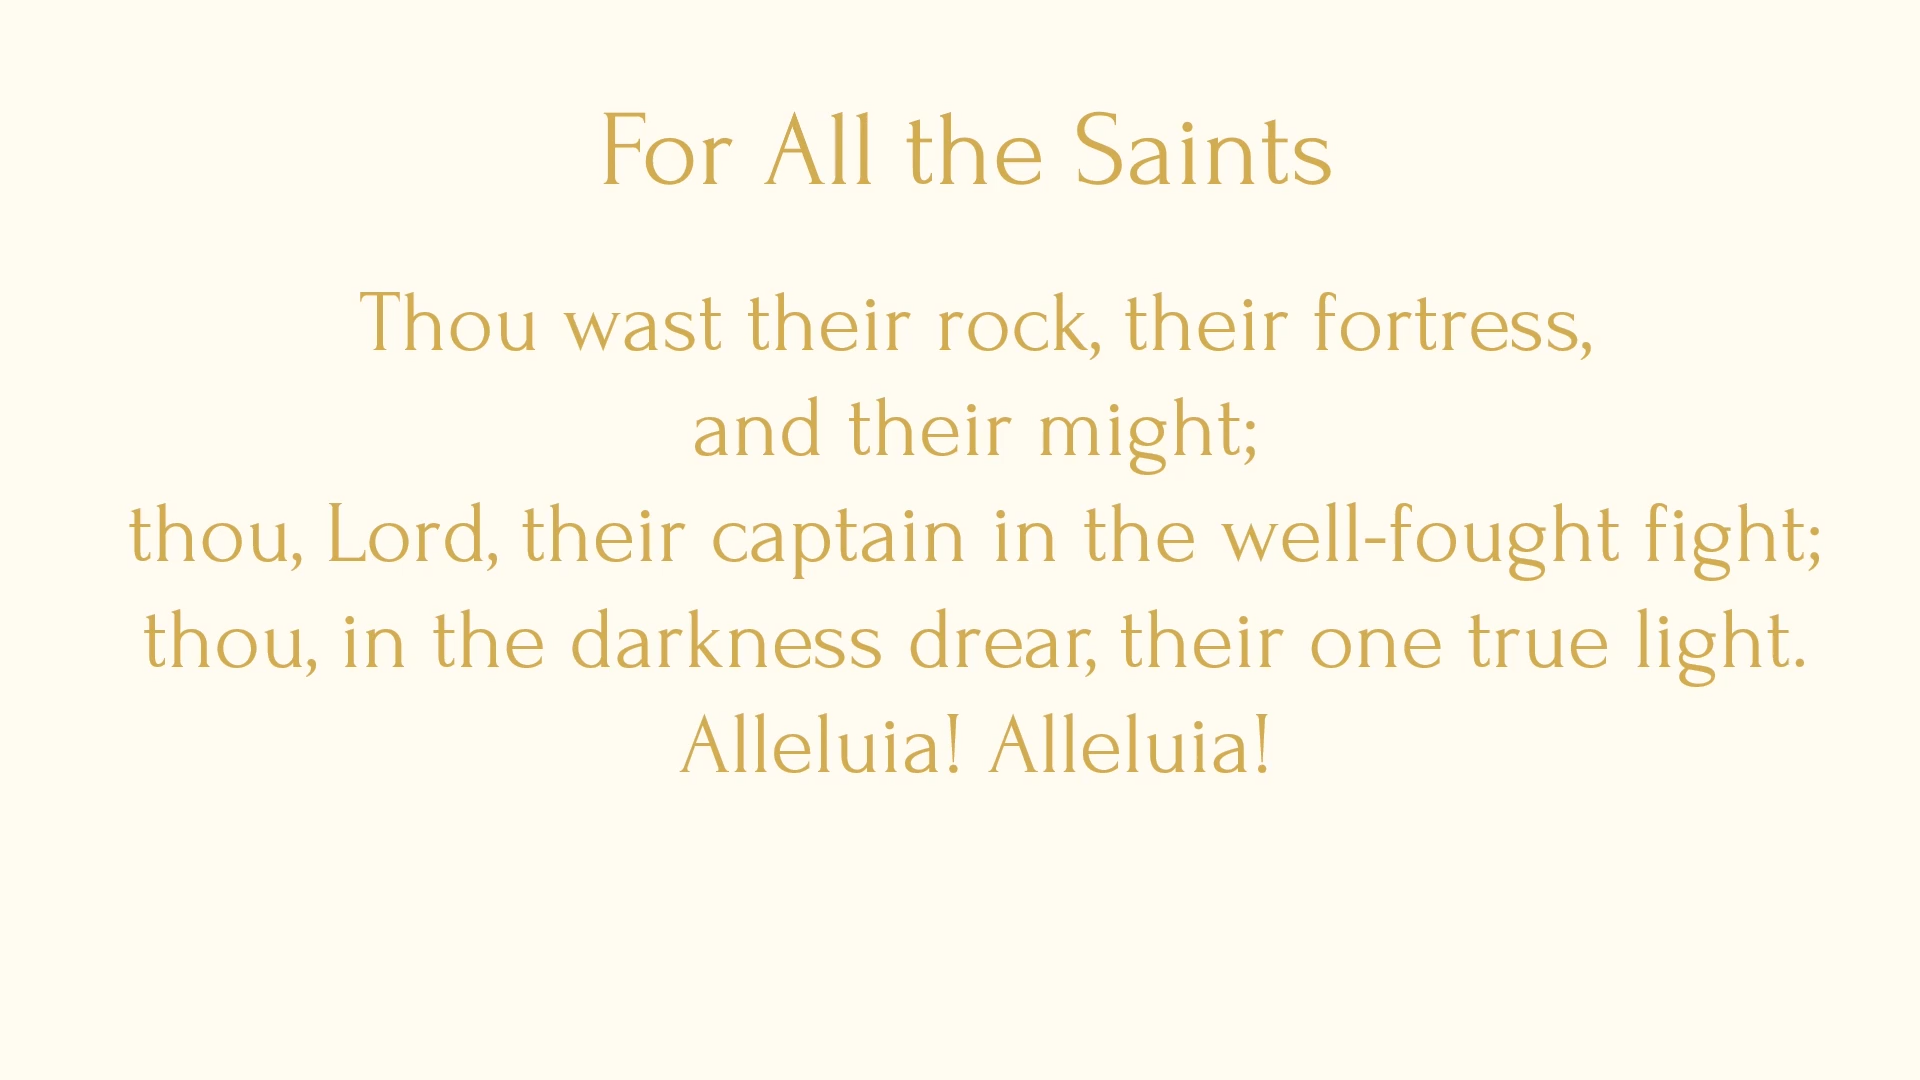 For All the Saints
Thou wast their rock, their fortress,
and their might;
thou, Lord, their captain in the well-fought fight;
thou, in the darkness drear, their one true light.
Alleluia! Alleluia!